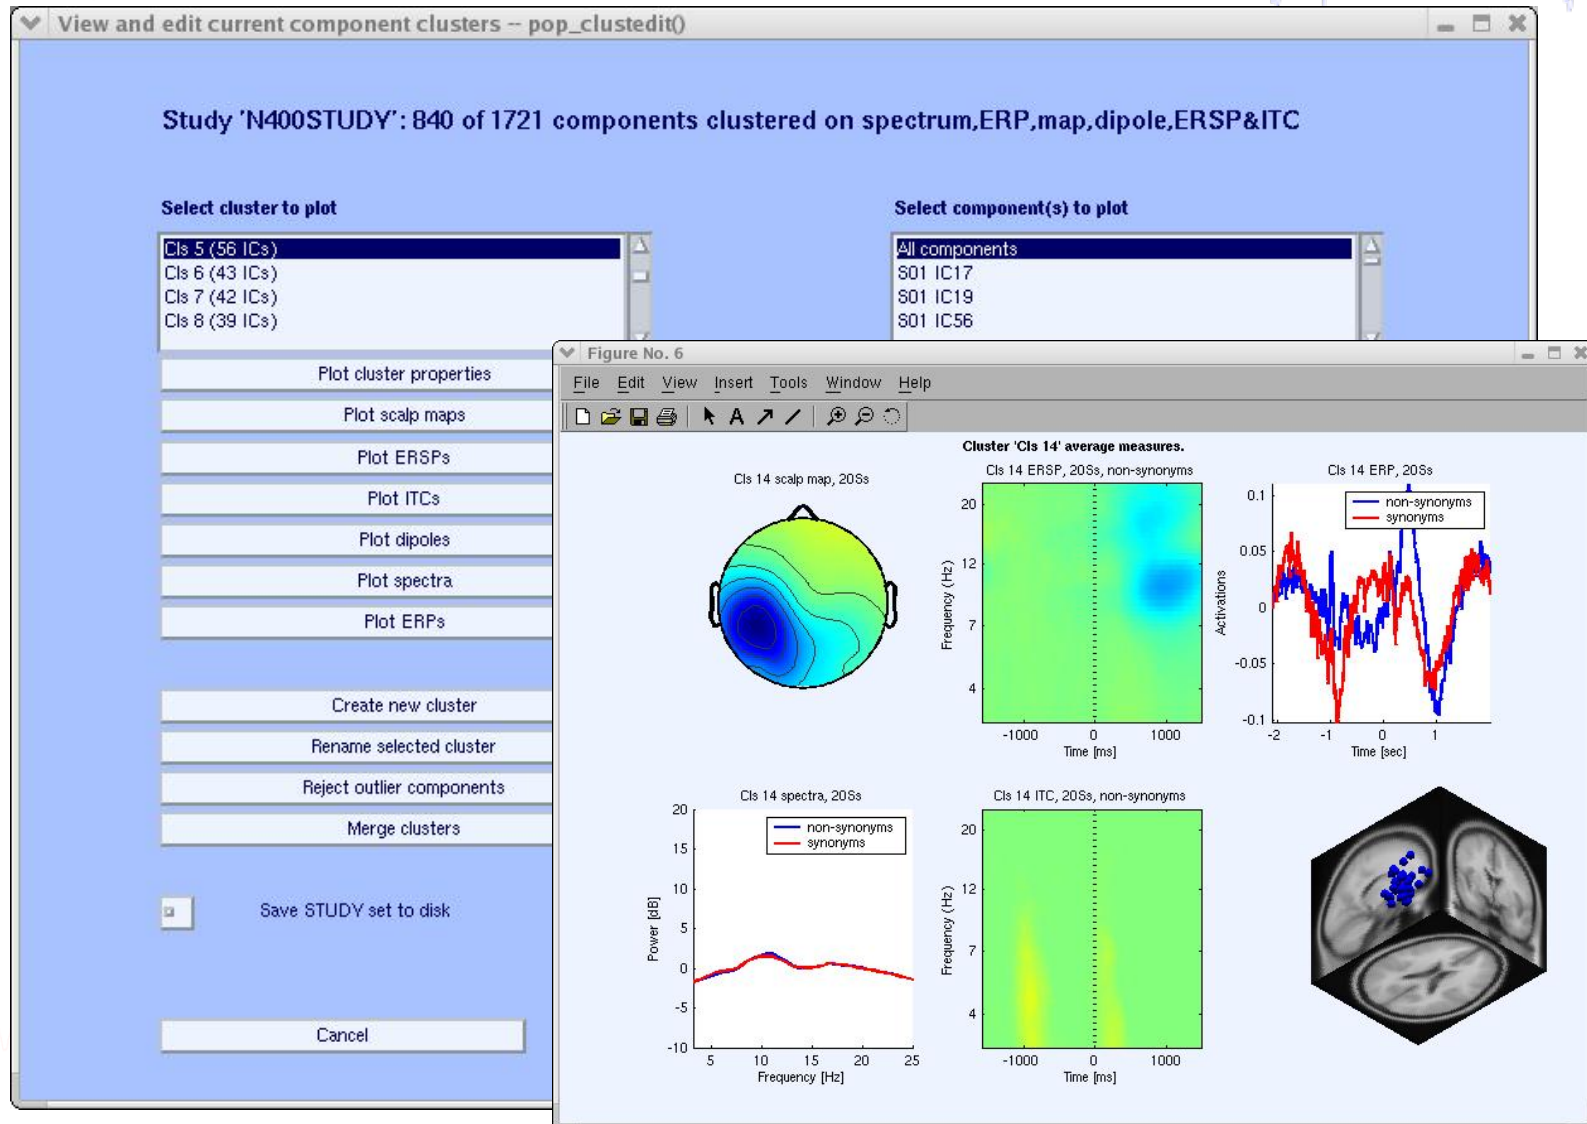 View and edit current component clusters -- pop_clustedit()
Study 'N400STUDY': 840 of 1721 components clustered on spectrum,ERP,map,dipole,ERSP&ITC
Select cluster to plot
Cls 5 (56 ICs)
Cls 6 (43 ICs)
Cls 7 (42 ICs)
Cls 8 (39 ICs)
Select component(s) to plot
All components
S01 IC17
S01 IC19
S01 IC56
Plot cluster properties
Plot scalp maps
Plot ERSPs
Plot ITCs
Plot dipoles
Plot spectra
Plot ERPs
Create new cluster
Rename selected cluster
Reject outlier components
Merge clusters
Save STUDY set to disk
Cancel
Figure No. 6
File Edit View Insert Tools Window Help
A
Cluster 'Cls 14' average measures.
Cls 14 scalp map, 20Ss
Cls 14 ERSP, 20Ss, non-synonyms
20
12
7
4
Frequency (Hz)
-1000 0 1000
Time [ms]
Cls 14 ERP, 20Ss
non-synonyms
synonyms
0.1
0.05
0
-0.05
-0.1
Activations
-2 -1 0 1
Time [sec]
Cls 14 spectra, 20Ss
non-synonyms
synonyms
20
15
10
5
0
-5
-10
Power [dB]
5 10 15 20 25
Frequency [Hz]
Cls 14 ITC, 20Ss, non-synonyms
20
12
7
4
Frequency (Hz)
-1000 0 1000
Time [ms]